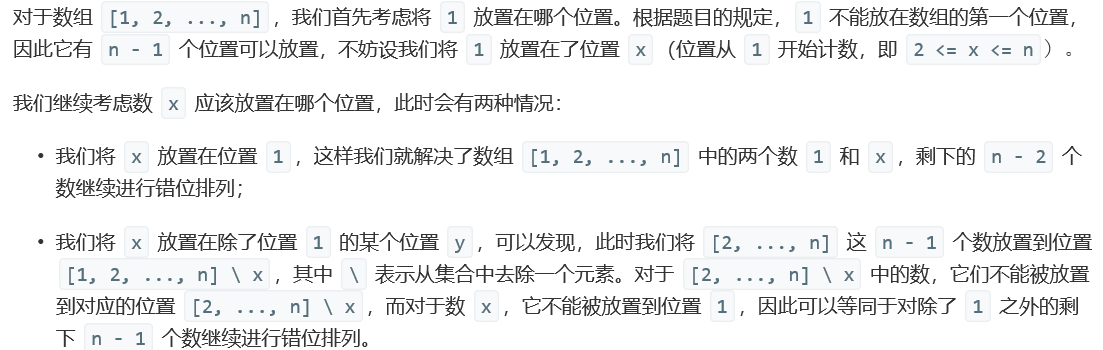 对于数组 [1, 2, ..., n] ，我们首先考虑将 1 放置在哪个位置。根据题目的规定， 1 不能放在数组的第一个位置，
因此它有 n - 1 个位置可以放置，不妨设我们将 1 放置在了位置 x （位置从 1 开始计数，即 2 <= x <= n ）。
我们继续考虑数 x 应该放置在哪个位置，此时会有两种情况：
• 我们将 x 放置在位置 1 ，这样我们就解决了数组 [1, 2, ..., n] 中的两个数 1 和 x ，剩下的 n - 2 个
数继续进行错位排列；
• 我们将 x 放置在除了位置 1 的某个位置 y ，可以发现，此时我们将 [2, ..., n] 这 n - 1 个数放置到位置
[1, 2, ..., n] \ x ，其中 \ 表示从集合中去除一个元素。对于 [2, ..., n] \ x 中的数，它们不能被放置
到对应的位置 [2, ..., n] \ x ，而对于数 x ，它不能被放置到位置 1 ，因此可以等同于对除了 1 之外的剩
下 n - 1 个数继续进行错位排列。